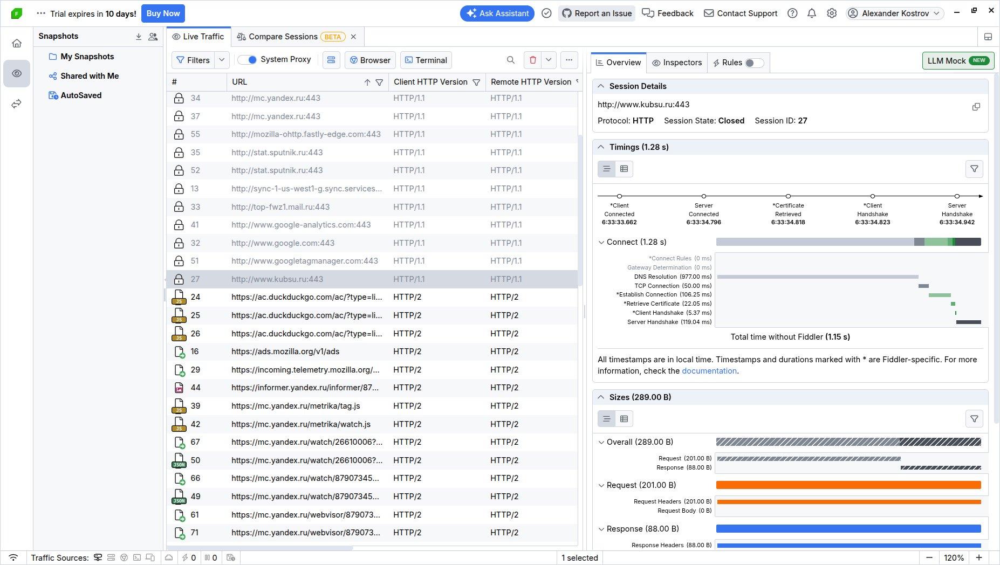 Trial expires in 10 days!
Buy Now
Ask Assistant
Report an Issue
Feedback
Contact Support
Alexander Kostrov
Snapshots
My Snapshots
Shared with Me
AutoSaved
Live Traffic
Compare Sessions BETA
Filters
System Proxy
Browser
Terminal
# URL Client HTTP Version Remote HTTP Version
34 http://mc.yandex.ru:443 HTTP/1.1 HTTP/1.1
37 http://mc.yandex.ru:443 HTTP/1.1 HTTP/1.1
55 http://mozilla-ohttp.fastly-edge.com:443 HTTP/1.1 HTTP/1.1
35 http://stat.sputnik.ru:443 HTTP/1.1 HTTP/1.1
52 http://stat.sputnik.ru:443 HTTP/1.1 HTTP/1.1
13 http://sync-1-us-west1-g.sync.services... HTTP/1.1 HTTP/1.1
33 http://top-fwz1.mail.ru:443 HTTP/1.1 HTTP/1.1
41 http://www.google-analytics.com:443 HTTP/1.1 HTTP/1.1
32 http://www.google.com:443 HTTP/1.1 HTTP/1.1
51 http://www.googletagmanager.com:443 HTTP/1.1 HTTP/1.1
27 http://www.kubsu.ru:443 HTTP/1.1 HTTP/1.1
JS 24 https://ac.duckduckgo.com/ac/?type=li... HTTP/2 HTTP/2
JS 25 https://ac.duckduckgo.com/ac/?type=li... HTTP/2 HTTP/2
JS 26 https://ac.duckduckgo.com/ac/?type=li... HTTP/2 HTTP/2
16 https://ads.mozilla.org/v1/ads HTTP/2 HTTP/2
29 https://incoming.telemetry.mozilla.org/... HTTP/2 HTTP/2
44 https://informer.yandex.ru/informer/87... HTTP/2 HTTP/2
JS 39 https://mc.yandex.ru/metrika/tag.js HTTP/2 HTTP/2
JS 42 https://mc.yandex.ru/metrika/watch.js HTTP/2 HTTP/2
67 https://mc.yandex.ru/watch/26610006?... HTTP/2 HTTP/2
JSON 50 https://mc.yandex.ru/watch/26610006?... HTTP/2 HTTP/2
66 https://mc.yandex.ru/watch/87907345... HTTP/2 HTTP/2
JSON 49 https://mc.yandex.ru/watch/87907345... HTTP/2 HTTP/2
61 https://mc.yandex.ru/webvisor/879073... HTTP/2 HTTP/2
71 https://mc.yandex.ru/webvisor/879073... HTTP/2 HTTP/2
Overview
Inspectors
Rules
LLM Mock NEW
Session Details
http://www.kubsu.ru:443
Protocol: HTTP Session State: Closed Session ID: 27
Timings (1.28 s)
*Client Connected 6:33:33.662
Server Connected 6:33:34.796
*Certificate Retrieved 6:33:34.818
*Client Handshake 6:33:34.823
Server Handshake 6:33:34.942
Connect (1.28 s)
*Connect Rules (0 ms)
Gateway Determination (0 ms)
DNS Resolution (977.00 ms)
TCP Connection (50.00 ms)
*Establish Connection (106.25 ms)
*Retrieve Certificate (22.05 ms)
*Client Handshake (5.37 ms)
Server Handshake (119.04 ms)
Total time without Fiddler (1.15 s)
All timestamps are in local time. Timestamps and durations marked with * are Fiddler-specific. For more
information, check the documentation.
Sizes (289.00 B)
Overall (289.00 B)
Request (201.00 B)
Response (88.00 B)
Request (201.00 B)
Request Headers (201.00 B)
Request Body (0 B)
Response (88.00 B)
Response Headers (88.00 B)
Traffic Sources:
0
0
1 selected
120%